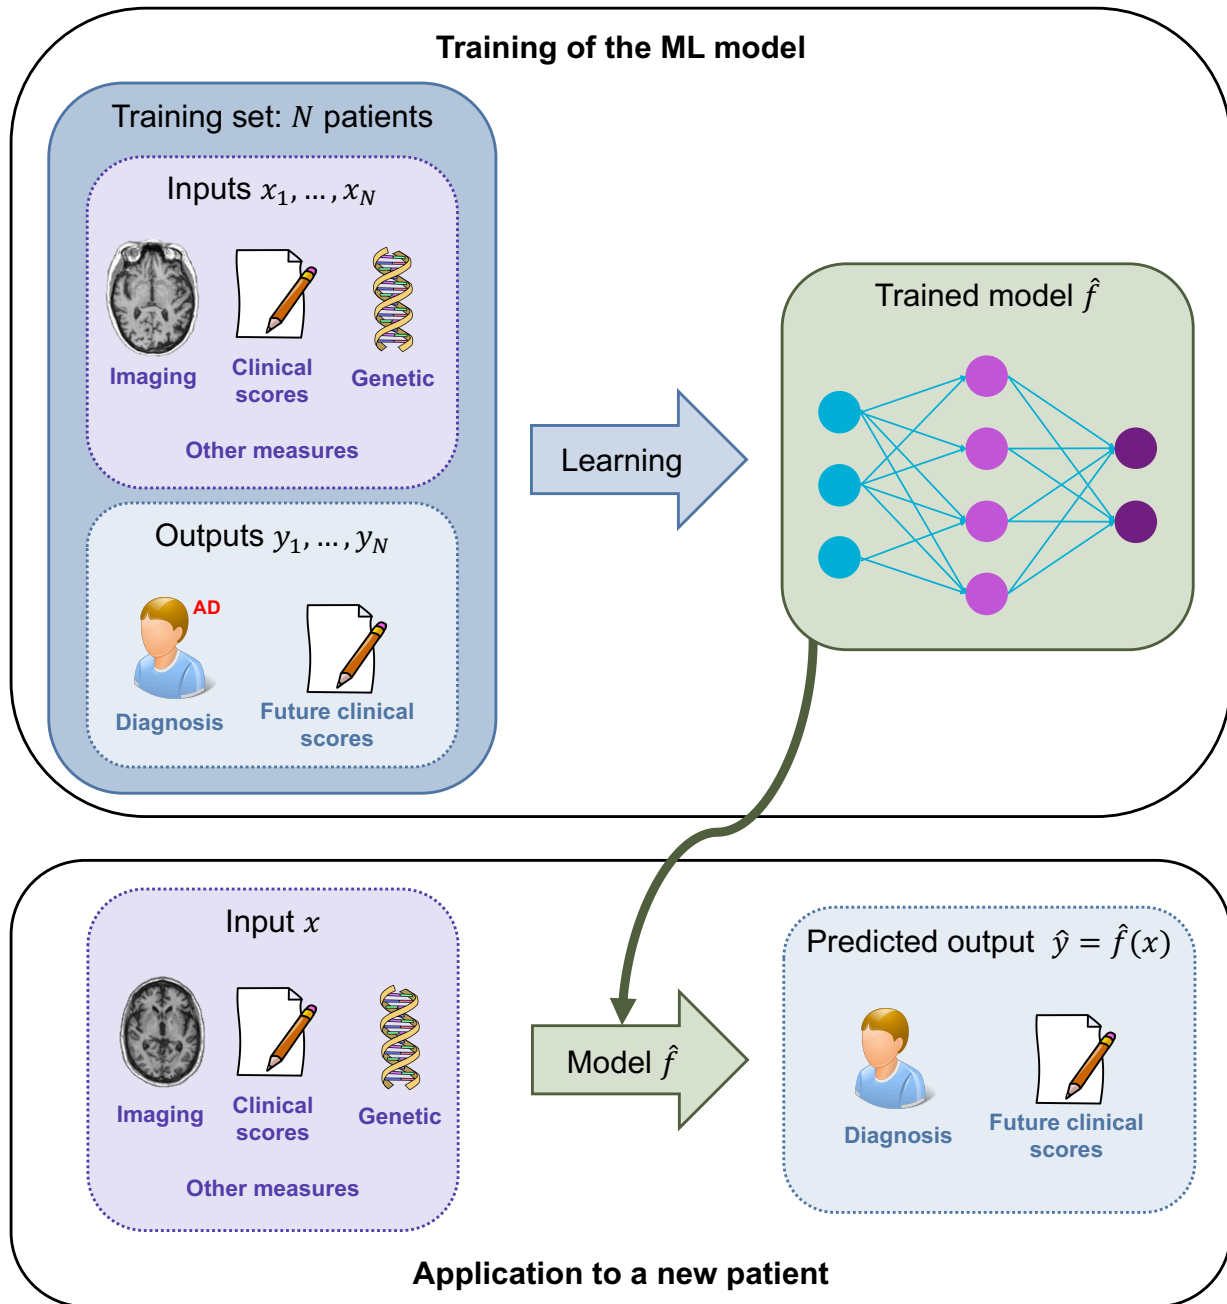 Training of the ML model
Training set: N patients
Inputs x₁, … , x_N
Imaging
Clinical
scores
Genetic
Other measures
Outputs y₁, … , y_N
AD
Diagnosis
Future clinical
scores
Learning
Trained model f̂
Input x
Imaging
Clinical
scores
Genetic
Other measures
Model f̂
Predicted output ŷ = f̂(x)
Diagnosis
Future clinical
scores
Application to a new patient